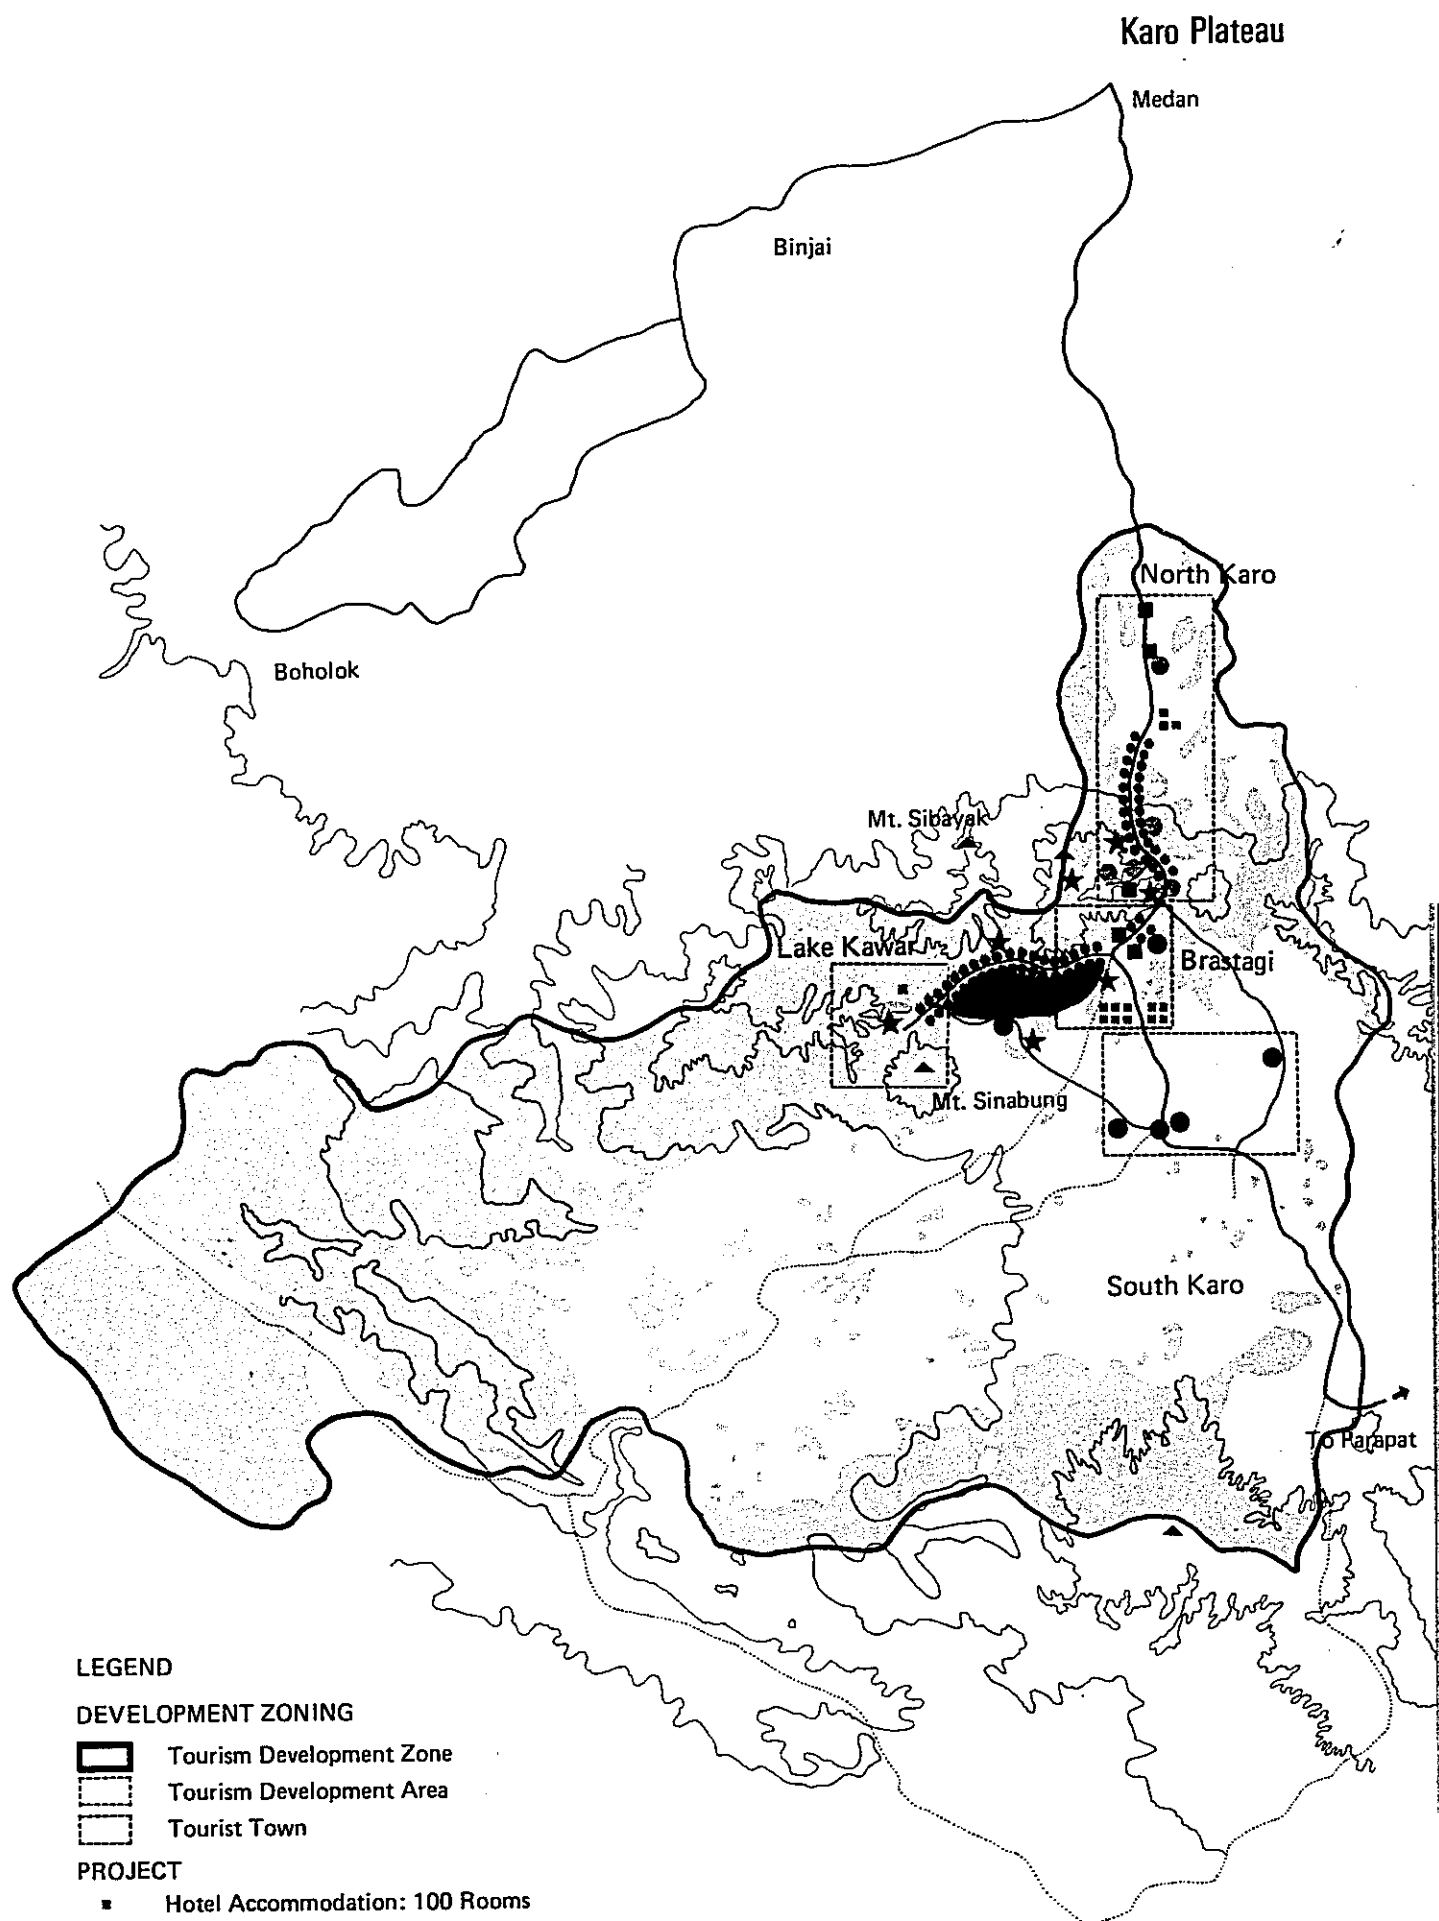 Karo Plateau
Medan
Binjai
North Karo
Boholok
Mt. Sibayak
Lake Kawar
Brastagi
Mt. Sinabung
South Karo
To Parapat
LEGEND
DEVELOPMENT ZONING
Tourism Development Zone
Tourism Development Area
Tourist Town
PROJECT
Hotel Accommodation: 100 Rooms